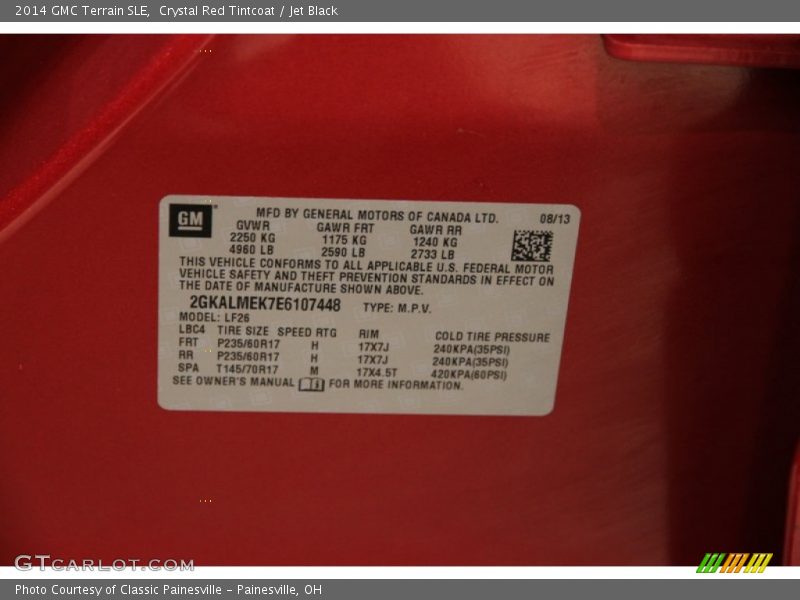 2014 GMC Terrain SLE, Crystal Red Tintcoat / Jet Black
GM
MFD BY GENERAL MOTORS OF CANADA LTD. 08/13
GVWR GAWR FRT GAWR RR
2250 KG 1175 KG 1240 KG
4960 LB 2590 LB 2733 LB
THIS VEHICLE CONFORMS TO ALL APPLICABLE U.S. FEDERAL MOTOR
VEHICLE SAFETY AND THEFT PREVENTION STANDARDS IN EFFECT ON
THE DATE OF MANUFACTURE SHOWN ABOVE.
2GKALMEK7E6107448 TYPE: M.P.V.
MODEL: LF26
LBC4 TIRE SIZE SPEED RTG RIM COLD TIRE PRESSURE
FRT P235/60R17 H 17X7J 240KPA(35PSI)
RR P235/60R17 H 17X7J 240KPA(35PSI)
SPA T145/70R17 M 17X4.5T 420KPA(60PSI)
SEE OWNER'S MANUAL FOR MORE INFORMATION.
GTCARLOT.COM
Photo Courtesy of Classic Painesville - Painesville, OH